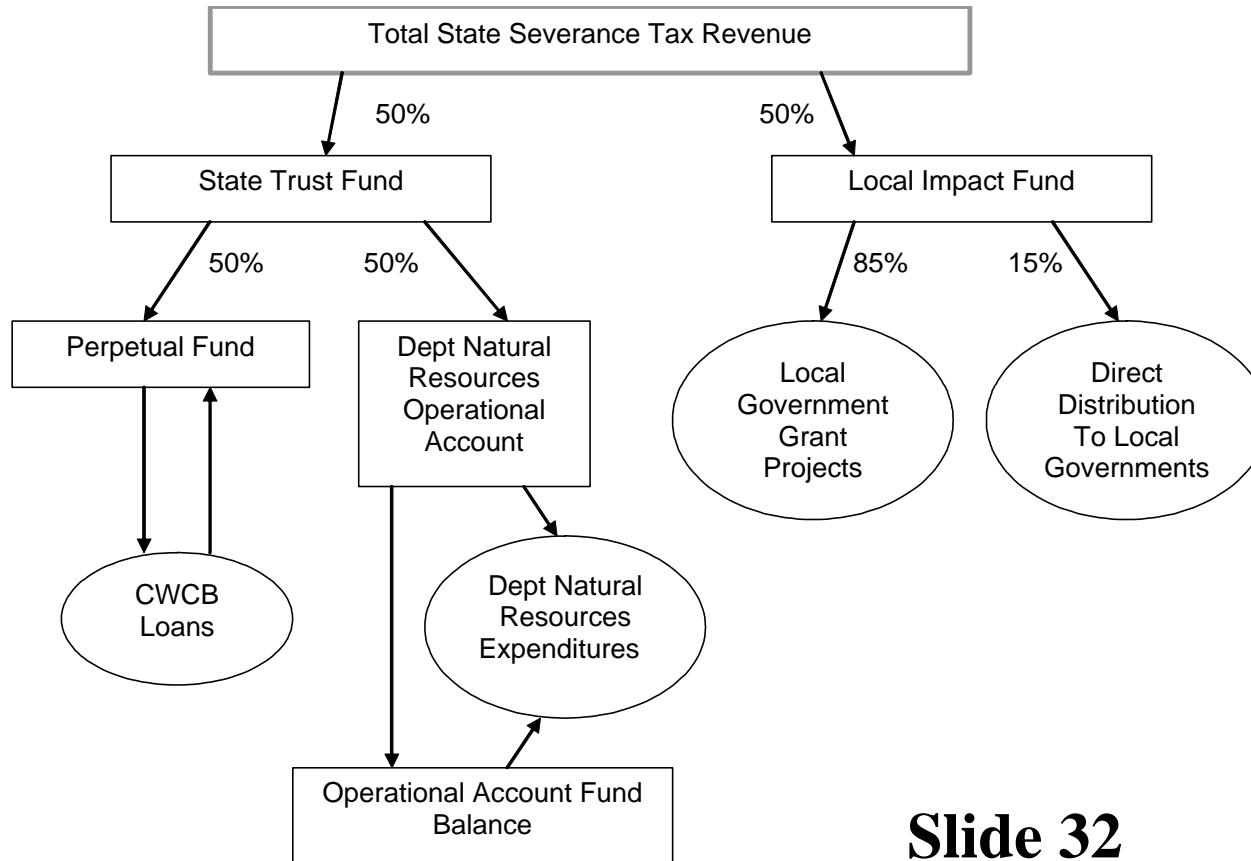 Total State Severance Tax Revenue
50%
50%
State Trust Fund
Local Impact Fund
50%
50%
85%
15%
Perpetual Fund
Dept Natural
Resources
Operational
Account
Local
Government
Grant
Projects
Direct
Distribution
To Local
Governments
CWCB
Loans
Dept Natural
Resources
Expenditures
Operational Account Fund
Balance
Slide 32